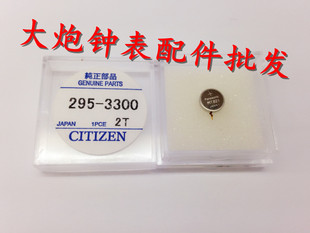 大炮钟表配件批发
純正部品
GENUINE PARTS
295-3300
JAPAN 1PCE 2T
CITIZEN